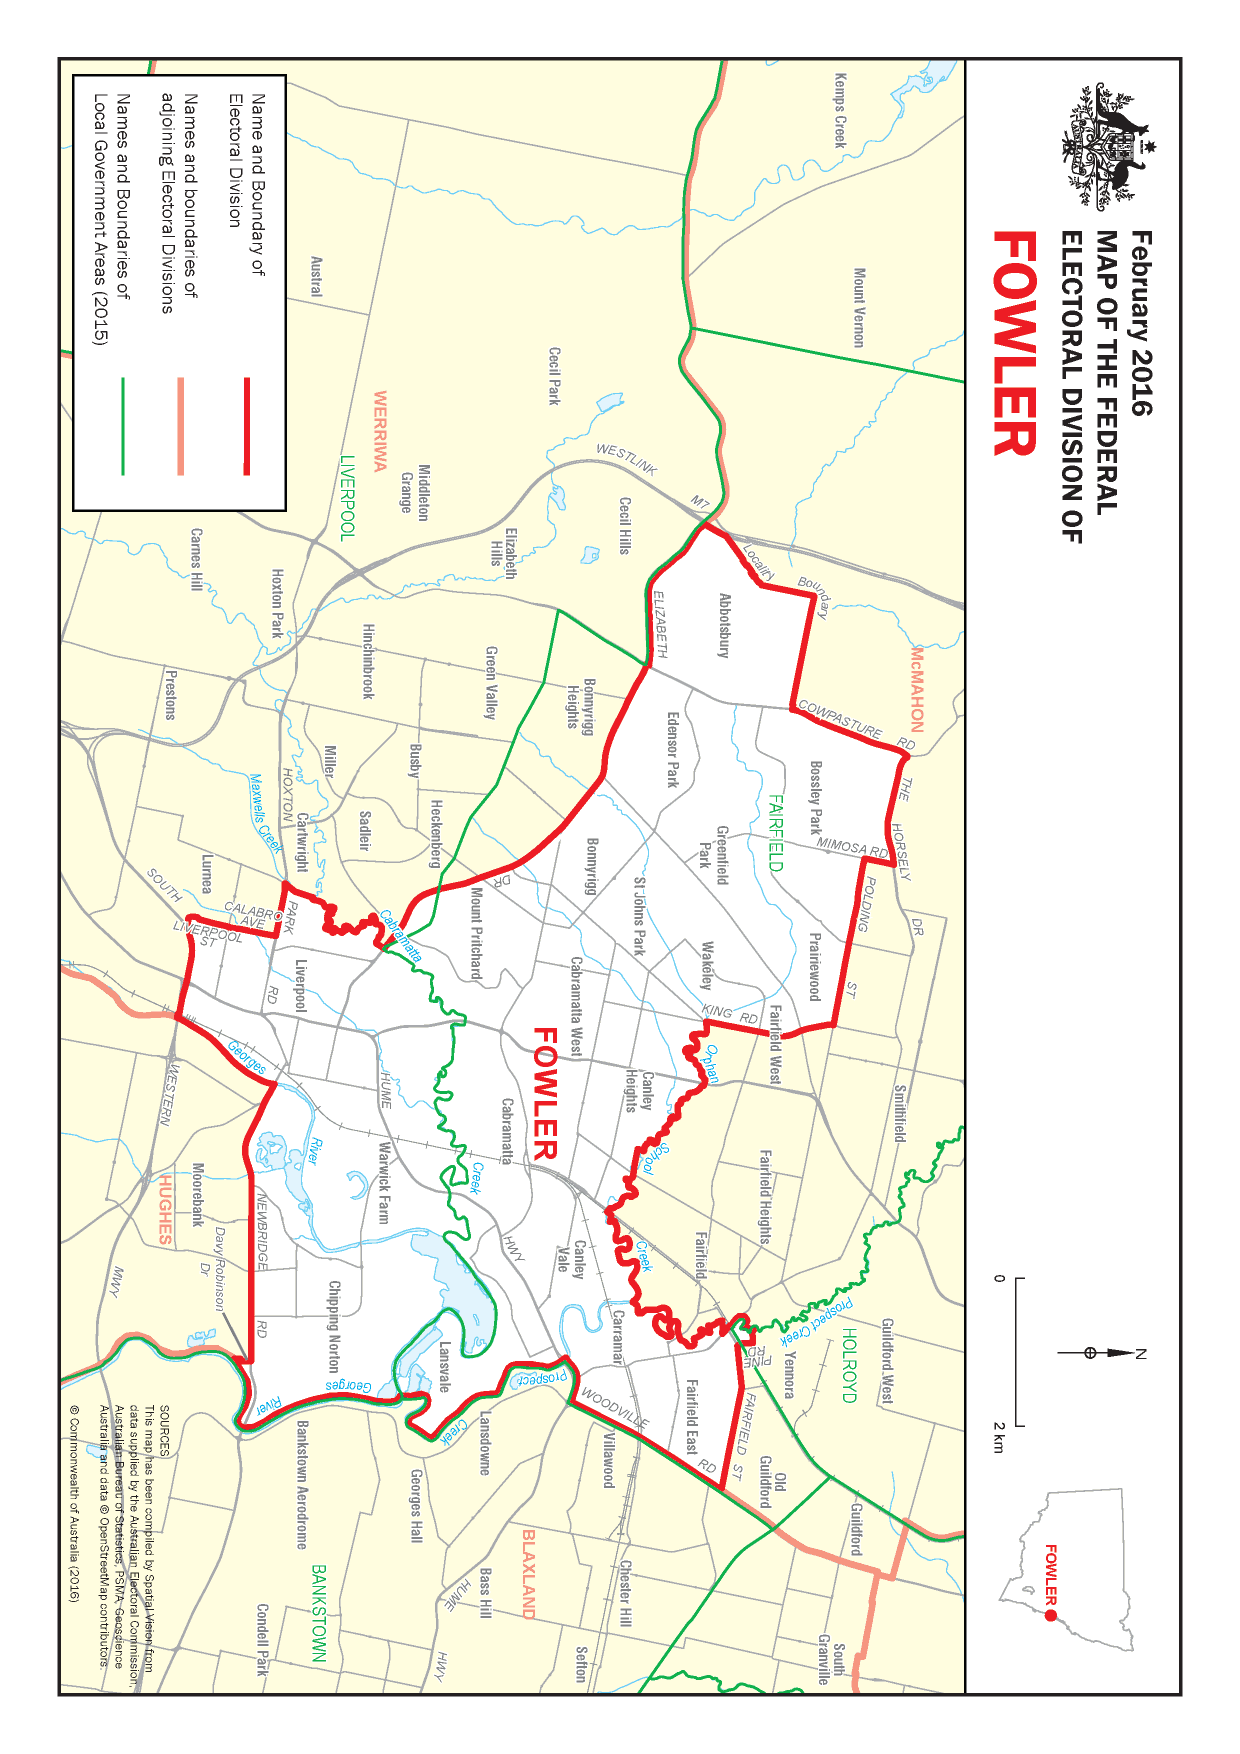 February 2016
MAP OF THE FEDERAL
ELECTORAL DIVISION OF
FOWLER
0
2 km
N
FOWLER
Kemps Creek
Mount Vernon
McMAHON
Locality
Boundary
WESTLINK
M7
Cecil Park
Cecil Hills
Abbotsbury
ELIZABETH
COWPASTURE
RD
THE
HORSELY
DR
Bossley Park
MIMOSA RD
POLDING
ST
FAIRFIELD
Edensor Park
Greenfield
Park
Prairiewood
Wakeley
KING RD
Fairfield West
Smithfield
Orphan
School
Creek
Fairfield Heights
Fairfield
Prospect Creek
HOLROYD
Guildford West
Yennora
PINE
RD
FAIRFIELD
ST
Old
Guildford
Guildford
South
Granville
Austral
WERRIWA
LIVERPOOL
Middleton
Grange
Elizabeth
Hills
Carnes Hill
Hoxton Park
Hinchinbrook
Green Valley
Bonnyrigg
Heights
Prestons
Miller
Busby
Heckenberg
Sadleir
Cartwright
HOXTON
PARK
RD
Maxwells Creek
Lurnea
SOUTH
WESTERN
MWY
CALABRO
AVE
LIVERPOOL
ST
Liverpool
Cabramatta
Creek
Mount Pritchard
DR
Bonnyrigg
St Johns Park
Cabramatta West
Canley
Heights
FOWLER
Cabramatta
Canley
Vale
Carramar
HUME
HWY
Warwick Farm
Georges
River
HUGHES
Moorebank
NEWBRIDGE
RD
Davy Robinson
Dr
Chipping Norton
Lansvale
Georges
River
Prospect
Creek
Lansdowne
WOODVILLE
RD
Fairfield East
Villawood
Bankstown Aerodrome
Georges Hall
BLAXLAND
Bass Hill
HUME
HWY
Chester Hill
Sefton
BANKSTOWN
Condell Park
Name and Boundary of
Electoral Division
Names and boundaries of
adjoining Electoral Divisions
Names and Boundaries of
Local Government Areas (2015)
SOURCES
This map has been compiled by Spatial Vision from
data supplied by the Australian Electoral Commission,
Australian Bureau of Statistics, PSMA, Geoscience
Australia and data © OpenStreetMap contributors.
© Commonwealth of Australia (2016)